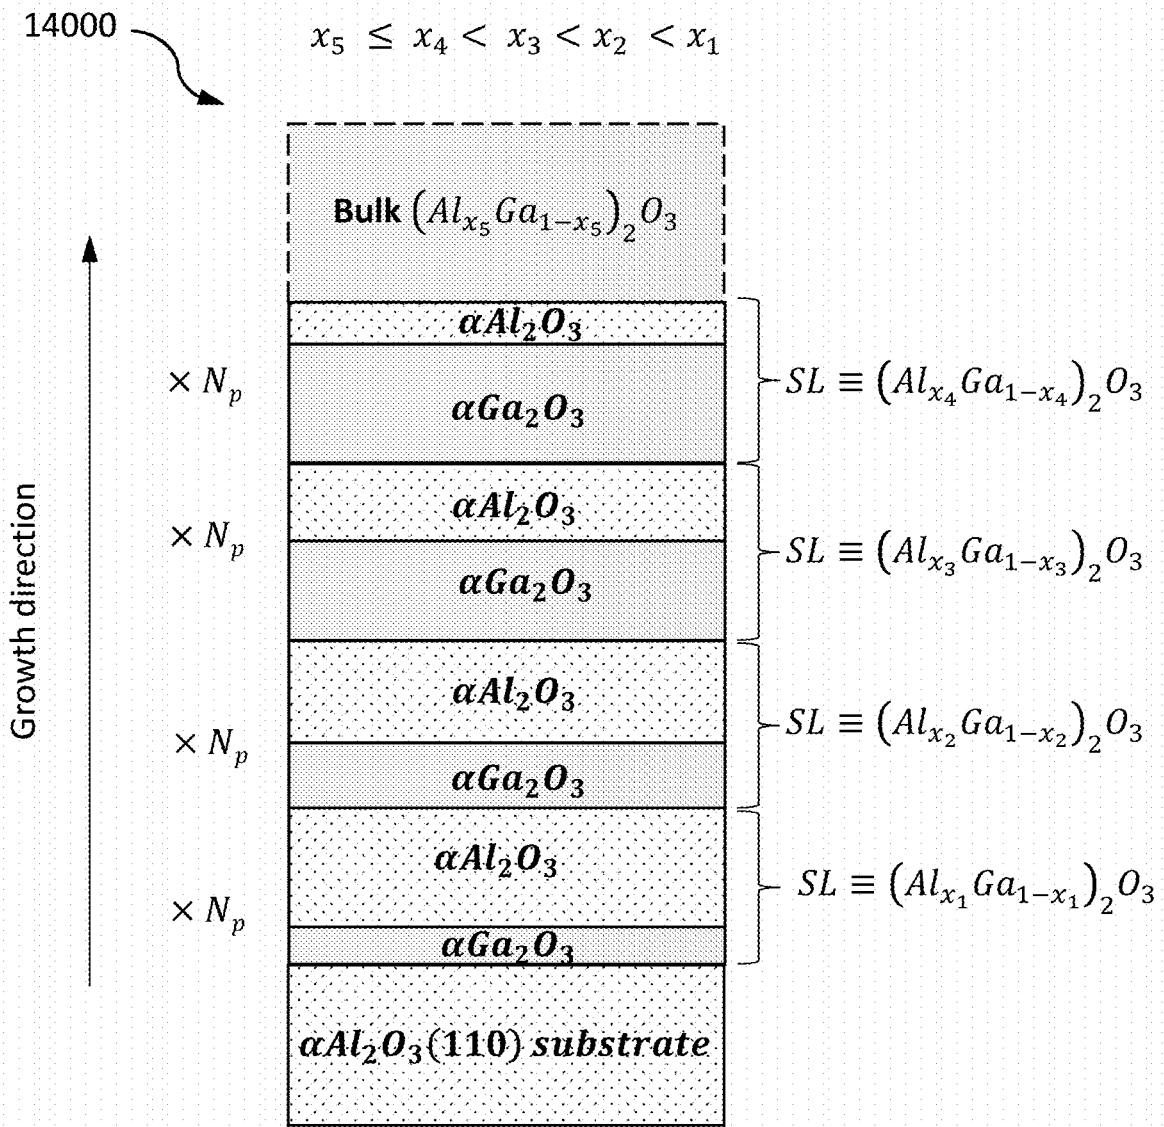 14000
x₅ ≤ x₄ < x₃ < x₂ < x₁
Bulk (Alₓ₅Ga₁₋ₓ₅)₂O₃
αAl₂O₃
× Nₚ
αGa₂O₃
SL ≡ (Alₓ₄Ga₁₋ₓ₄)₂O₃
αAl₂O₃
× Nₚ
αGa₂O₃
SL ≡ (Alₓ₃Ga₁₋ₓ₃)₂O₃
αAl₂O₃
× Nₚ
αGa₂O₃
SL ≡ (Alₓ₂Ga₁₋ₓ₂)₂O₃
αAl₂O₃
× Nₚ
αGa₂O₃
SL ≡ (Alₓ₁Ga₁₋ₓ₁)₂O₃
αAl₂O₃(110) substrate
Growth direction